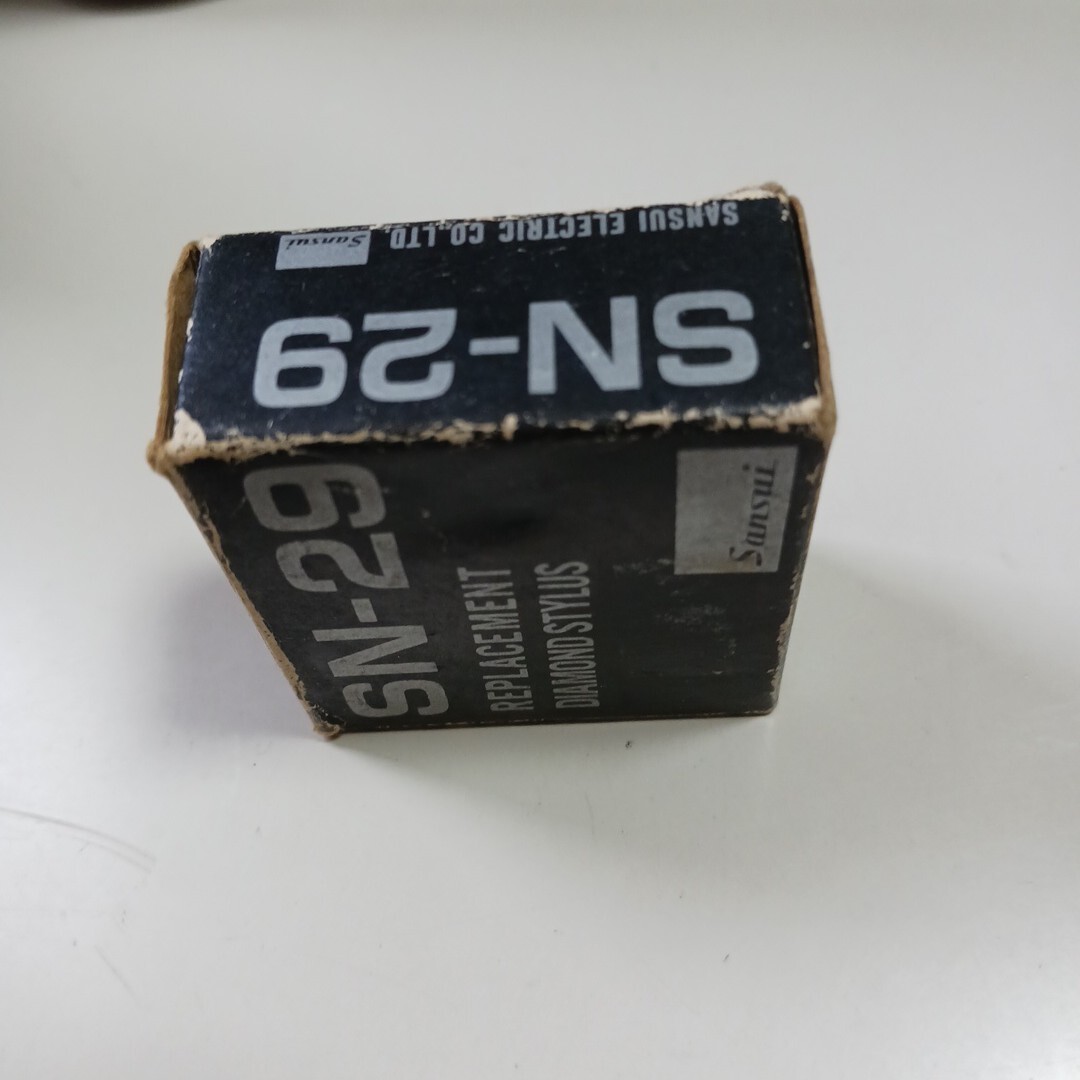 SANSUI ELECTRIC CO.,LTD.
Sansui
SN-29
SN-29
REPLACEMENT
DIAMOND STYLUS
Sansui